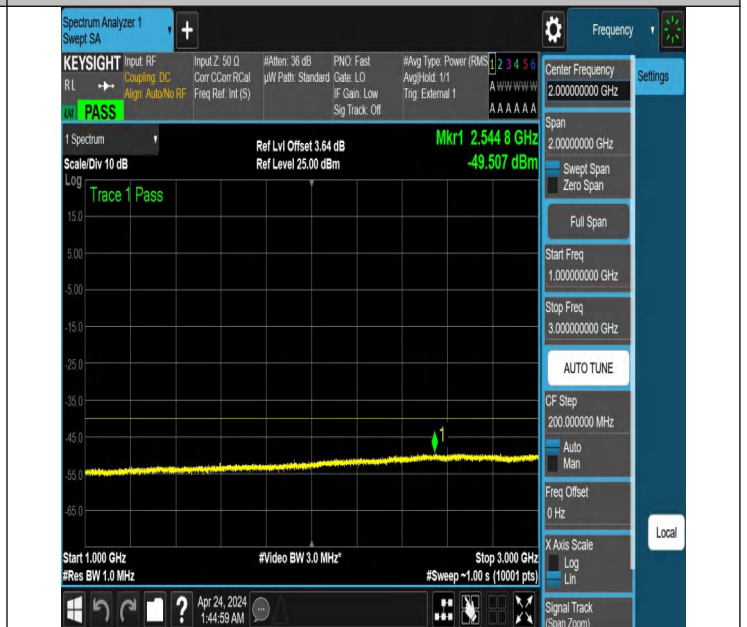 Spectrum Analyzer 1
Swept SA
+
Frequency
KEYSIGHT
RL
PASS
Input: RF
Coupling: DC
Align: Auto/No RF
Input Z: 50 Ω
Corr CCorr RCal
Freq Ref: Int (S)
#Atten: 36 dB
µW Path: Standard
PNO: Fast
Gate: LO
IF Gain: Low
Sig Track: Off
#Avg Type: Power (RMS
Avg|Hold: 1/1
Trig: External 1
1 2 3 4 5 6
A W W W W W
A A A A A A
1 Spectrum
Scale/Div 10 dB
Ref Lvl Offset 3.64 dB
Ref Level 25.00 dBm
Mkr1 2.544 8 GHz
-49.507 dBm
Log
Trace 1 Pass
15.0
5.00
-5.00
-15.0
-25.0
-35.0
-45.0
-55.0
-65.0
1
Start 1.000 GHz
#Video BW 3.0 MHz*
Stop 3.000 GHz
#Res BW 1.0 MHz
#Sweep ~1.00 s (10001 pts)
?
Apr 24, 2024
1:44:59 AM
Center Frequency
2.000000000 GHz
Settings
Span
2.00000000 GHz
Swept Span
Zero Span
Full Span
Start Freq
1.000000000 GHz
Stop Freq
3.000000000 GHz
AUTO TUNE
CF Step
200.000000 MHz
Auto
Man
Freq Offset
0 Hz
Local
X Axis Scale
Log
Lin
Signal Track
(Span Zoom)